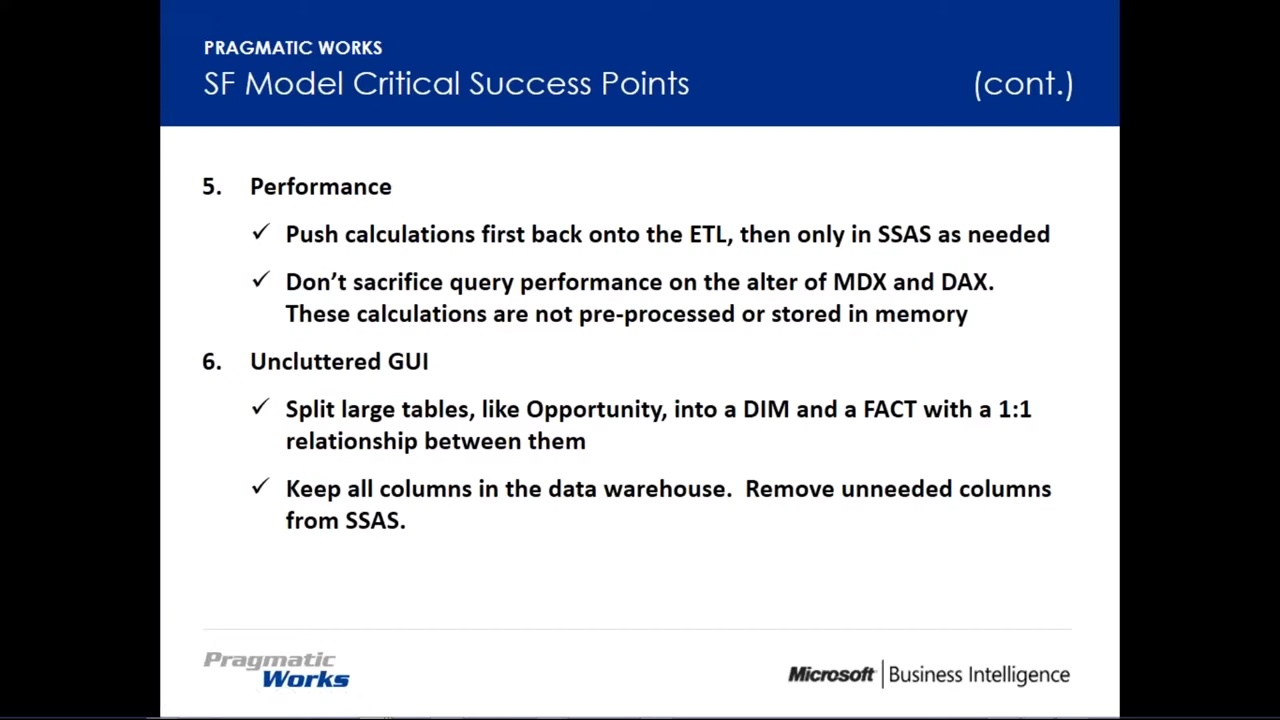 PRAGMATIC WORKS
SF Model Critical Success Points (cont.)
5. Performance
✓ Push calculations first back onto the ETL, then only in SSAS as needed
✓ Don't sacrifice query performance on the alter of MDX and DAX.
These calculations are not pre-processed or stored in memory
6. Uncluttered GUI
✓ Split large tables, like Opportunity, into a DIM and a FACT with a 1:1
relationship between them
✓ Keep all columns in the data warehouse. Remove unneeded columns
from SSAS.
Pragmatic
Works
Microsoft | Business Intelligence